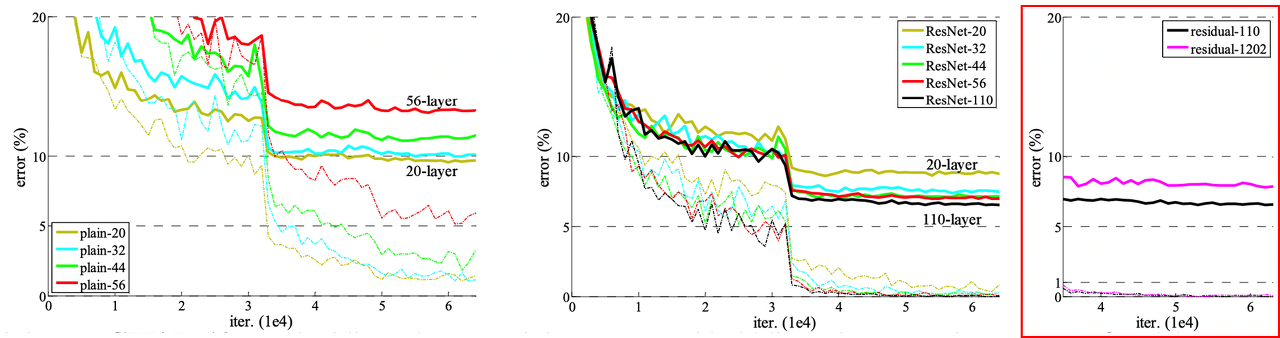 20
10
5
0
error (%)
56-layer
20-layer
plain-20
plain-32
plain-44
plain-56
0 1 2 3 4 5 6
iter. (1e4)
20
10
5
0
error (%)
ResNet-20
ResNet-32
ResNet-44
ResNet-56
ResNet-110
20-layer
110-layer
0 1 2 3 4 5 6
iter. (1e4)
20
10
5
1
0
error (%)
residual-110
residual-1202
4 5 6
iter. (1e4)